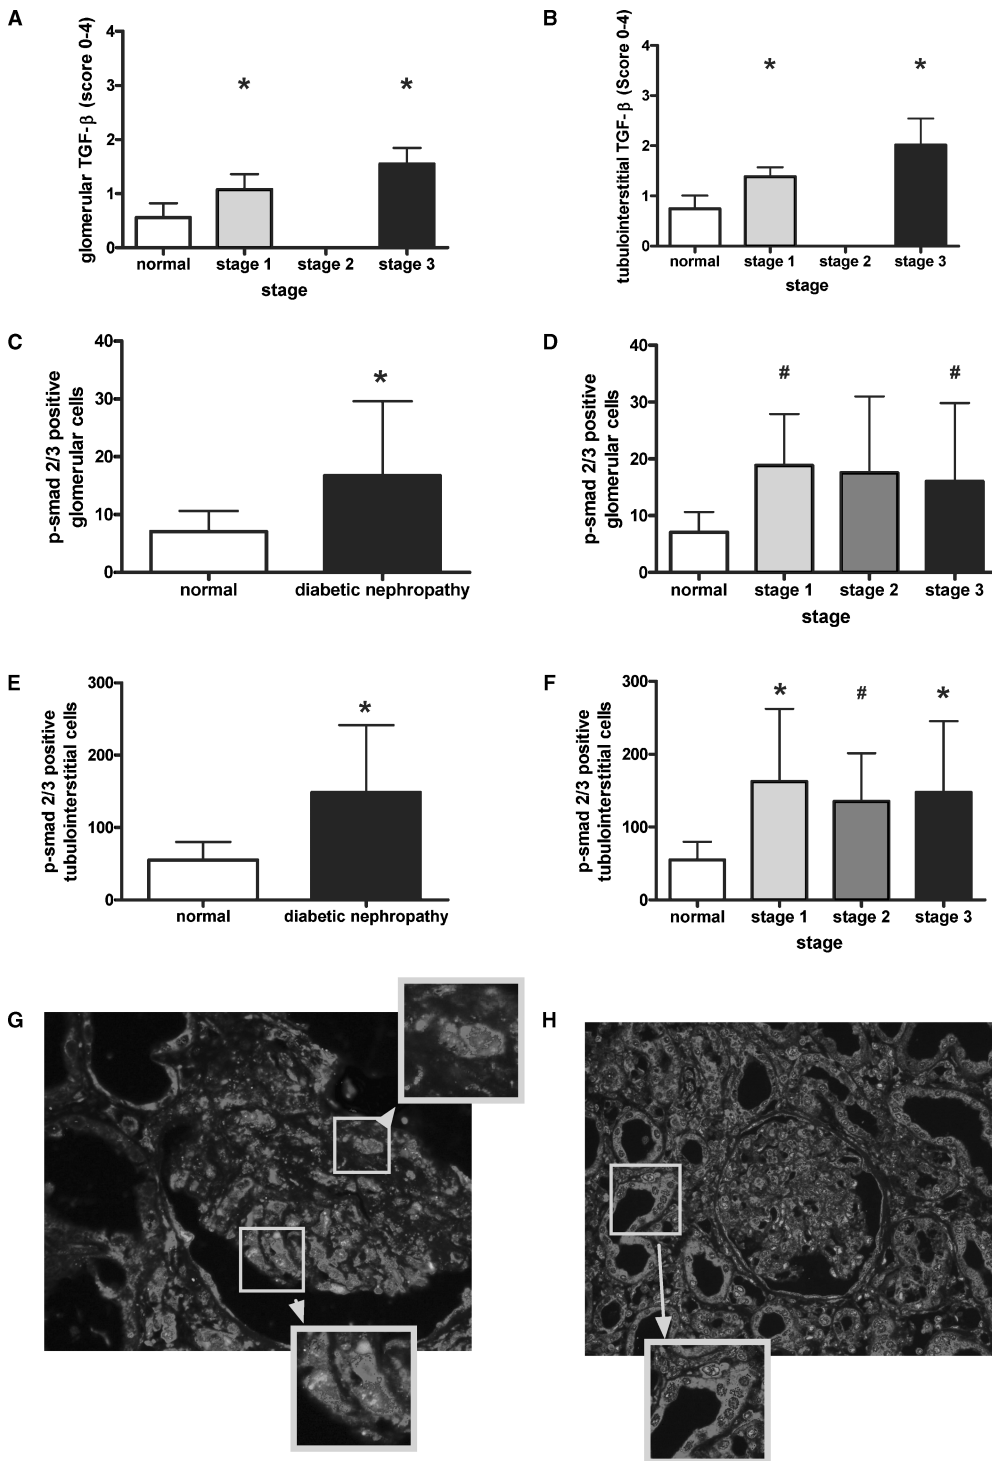 A
glomerular TGF-β (score 0-4)
4
3
2
1
0
* *
normal stage 1 stage 2 stage 3
stage
B
tubulointerstitial TGF-β (Score 0-4)
4
3
2
1
0
* *
normal stage 1 stage 2 stage 3
stage
C
p-smad 2/3 positive
glomerular cells
40
30
20
10
0
*
normal diabetic nephropathy
D
p-smad 2/3 positive
glomerular cells
40
30
20
10
0
# #
normal stage 1 stage 2 stage 3
stage
E
p-smad 2/3 positive
tubulointerstitial cells
300
200
100
0
*
normal diabetic nephropathy
F
p-smad 2/3 positive
tubulointerstitial cells
300
200
100
0
* # *
normal stage 1 stage 2 stage 3
stage
G
H